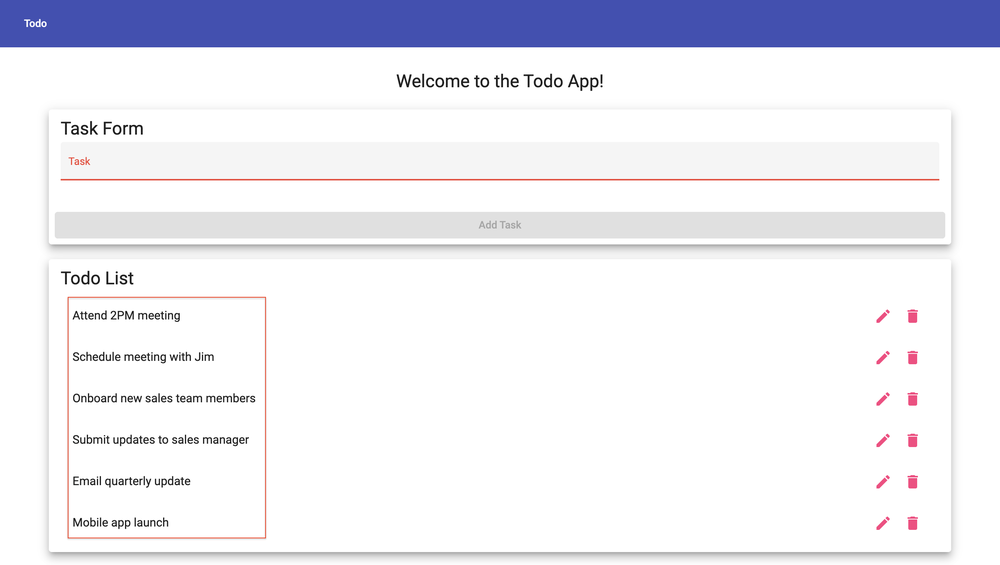 Todo
Welcome to the Todo App!
Task Form
Task
Add Task
Todo List
Attend 2PM meeting
Schedule meeting with Jim
Onboard new sales team members
Submit updates to sales manager
Email quarterly update
Mobile app launch